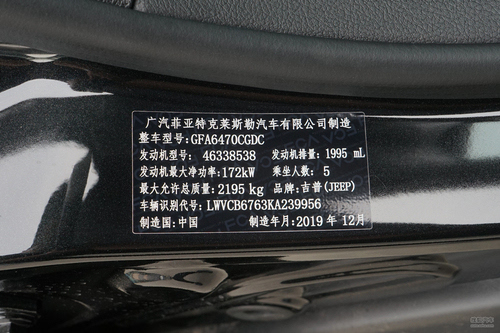 广汽菲亚特克莱斯勒汽车有限公司制造
整车型号:GFA6470CGDC
发动机型号: 46338538 发动机排量: 1995 mL
发动机最大净功率:172kW 乘坐人数: 5
最大允许总质量:2195 kg 品牌:吉普(JEEP)
车辆识别代号: LWVCB6763KA239956
制造国:中国 制造年月:2019 年 12月